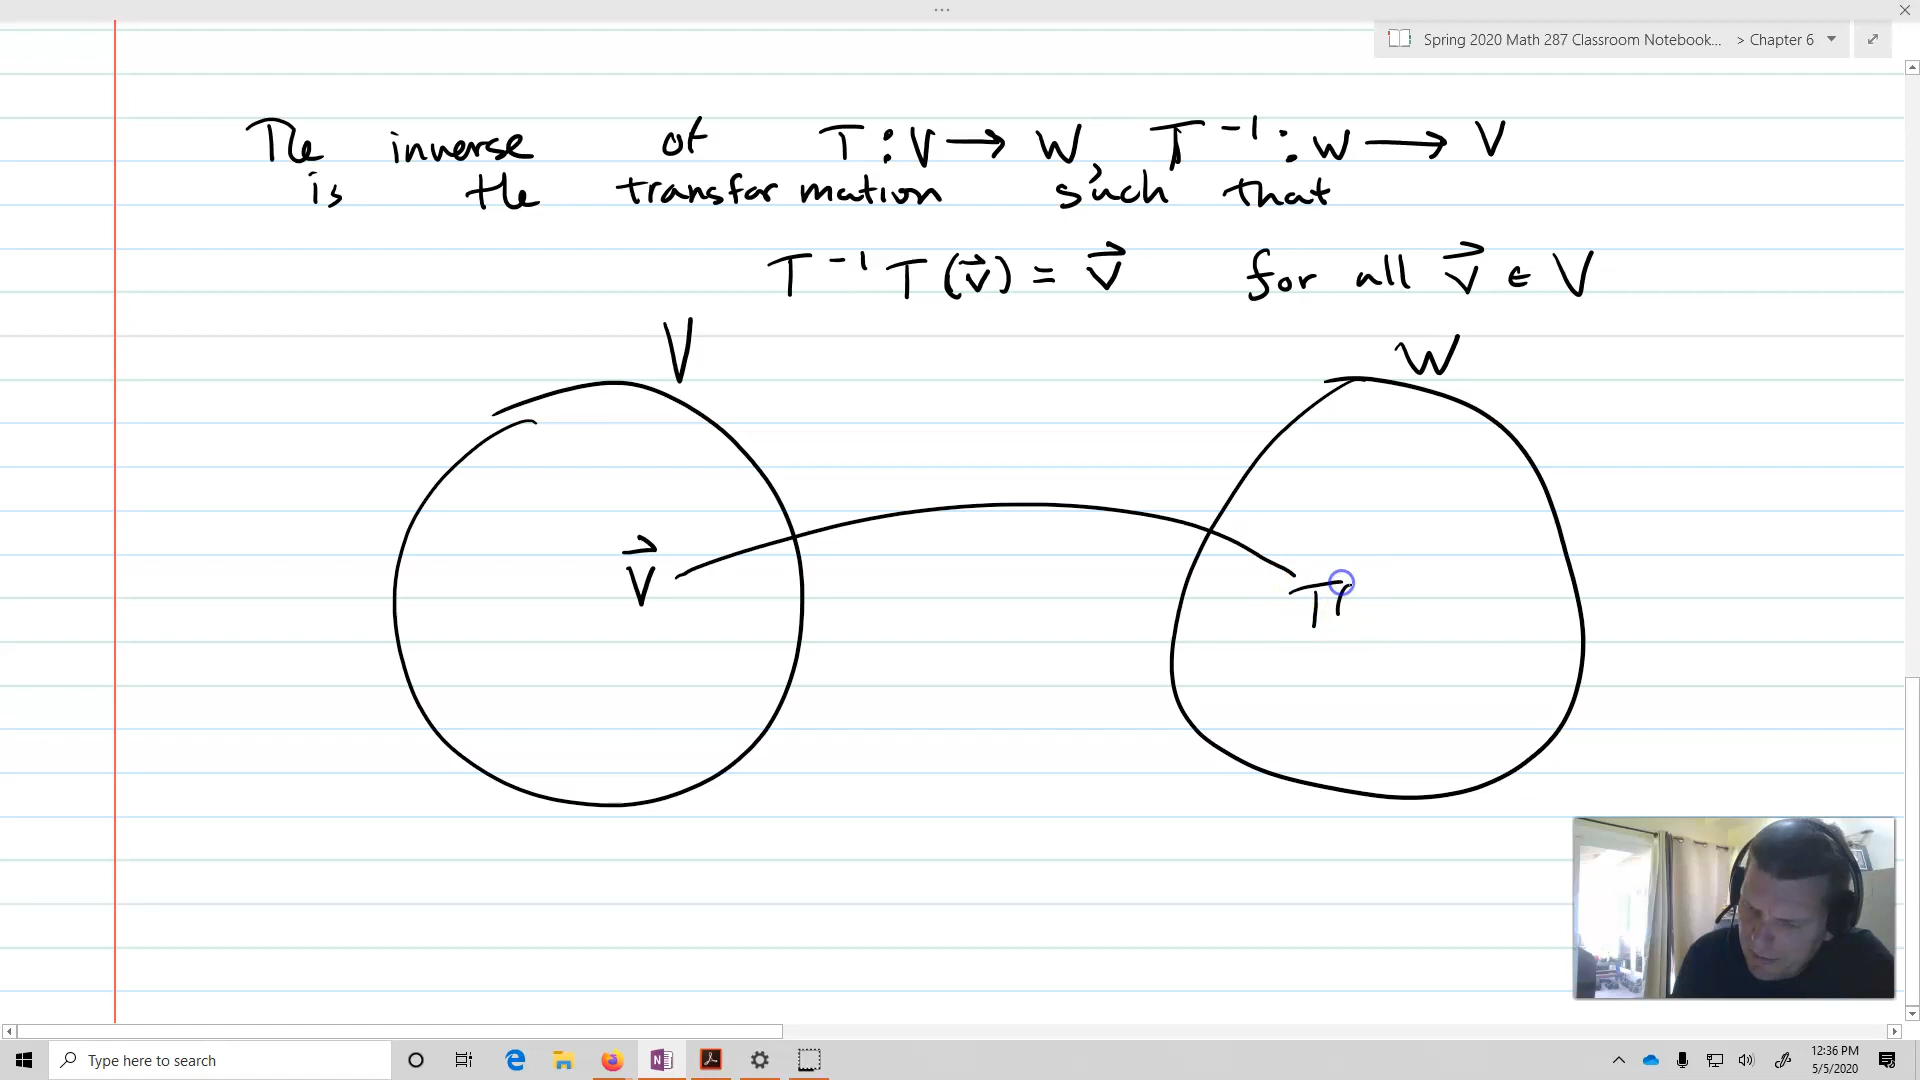 Spring 2020 Math 287 Classroom Notebook... > Chapter 6
The inverse of T : V → W, T⁻¹ : W → V
is the transformation such that
T⁻¹ T (v⃗) = v⃗ for all v⃗ ∈ V
V W
v⃗ T(
Type here to search
12:36 PM
5/5/2020